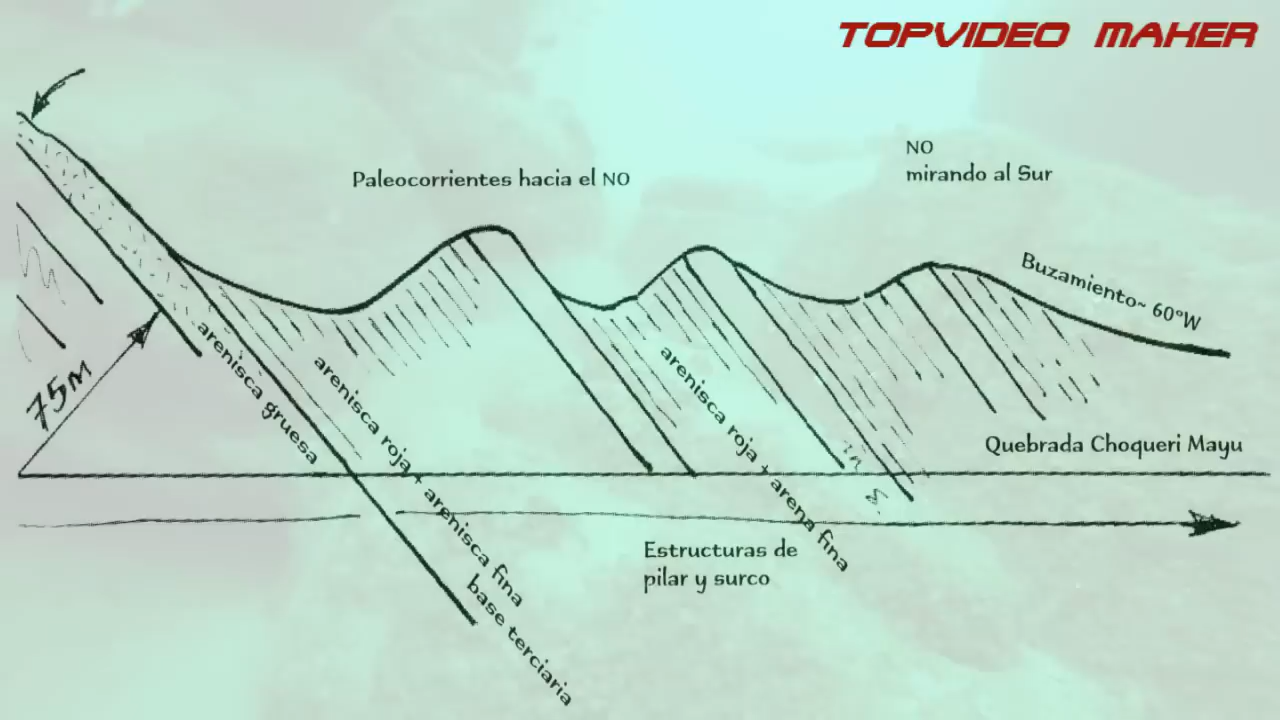 TOPVIDEO MAKER
NO
mirando al Sur
Paleocorrientes hacia el NO
Buzamiento~ 60°W
75M
arenisca gruesa
arenisca roja + arenisca fina
base terciaria
arenisca roja + arena fina
Quebrada Choqueri Mayu
Estructuras de
pilar y surco